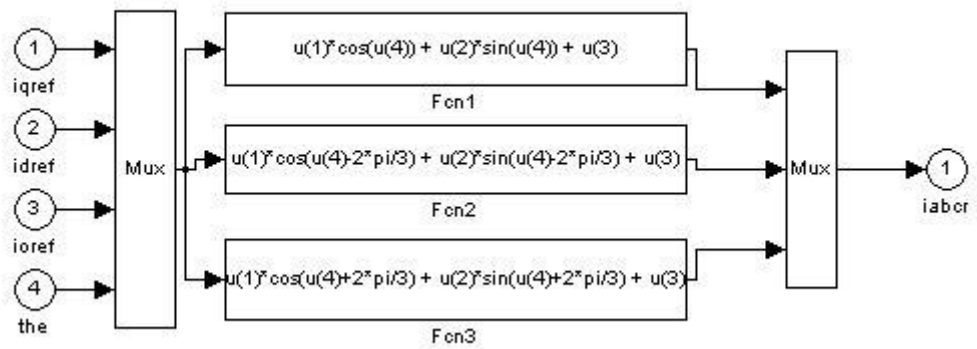 1
iqref
2
idref
3
ioref
4
the
Mux
u(1)*cos(u(4)) + u(2)*sin(u(4)) + u(3)
Fcn1
u(1)*cos(u(4)-2*pi/3) + u(2)*sin(u(4)-2*pi/3) + u(3)
Fcn2
u(1)*cos(u(4)+2*pi/3) + u(2)*sin(u(4)+2*pi/3) + u(3)
Fcn3
Mux
1
iabcr